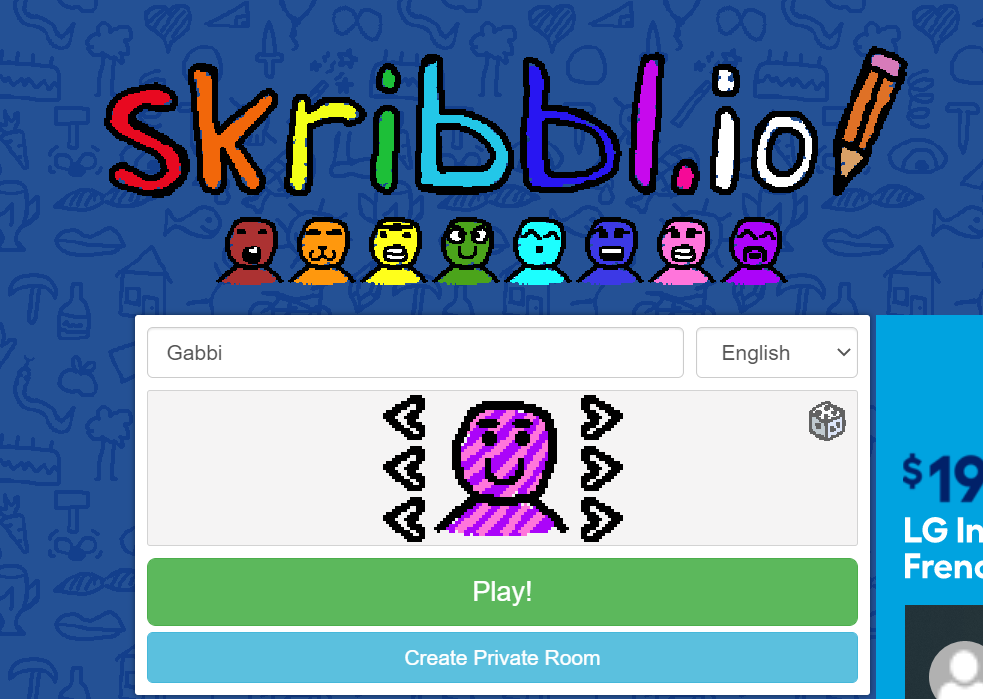 skribbl.io
Gabbi
English
Play!
Create Private Room
$19
LG In
Frenc